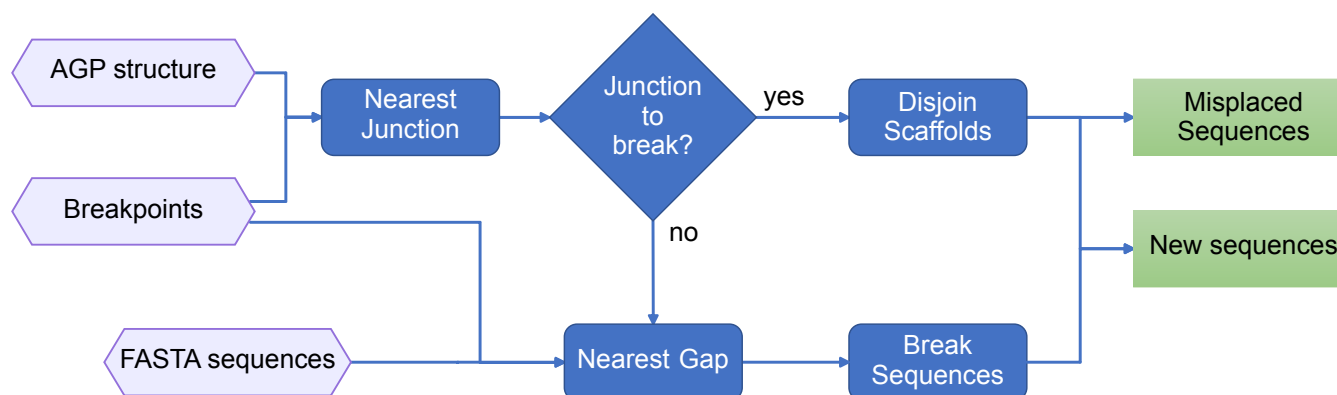 AGP structure
Nearest
Junction
Junction
to
break?
yes
Disjoin
Scaffolds
Misplaced
Sequences
Breakpoints
no
New sequences
FASTA sequences
Nearest Gap
Break
Sequences